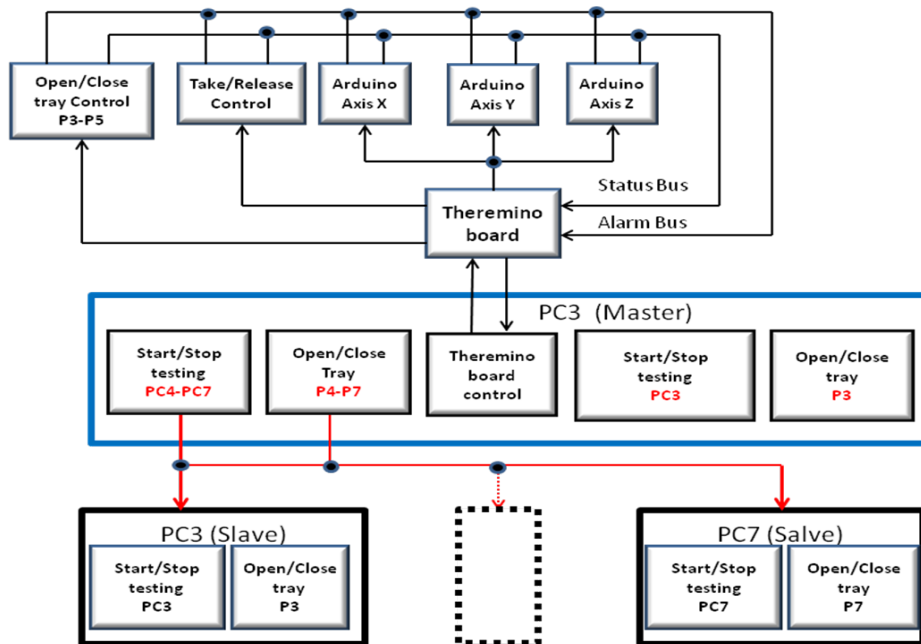 Open/Close
tray Control
P3-P5
Take/Release
Control
Arduino
Axis X
Arduino
Axis Y
Arduino
Axis Z
Status Bus
Alarm Bus
Theremino
board
PC3 (Master)
Start/Stop
testing
PC4-PC7
Open/Close
Tray
P4-P7
Theremino
board
control
Start/Stop
testing
PC3
Open/Close
tray
P3
PC3 (Slave)
Start/Stop
testing
PC3
Open/Close
tray
P3
PC7 (Salve)
Start/Stop
testing
PC7
Open/Close
tray
P7